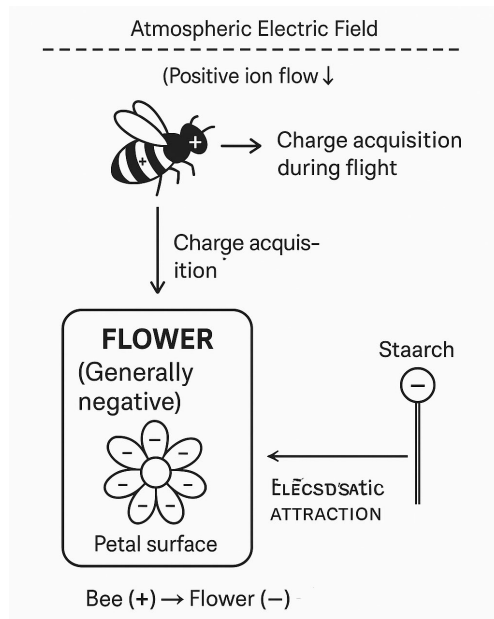 Atmospheric Electric Field
(Positive ion flow ↓
+
+
Charge acquisition
during flight
Charge acquis-
ition
FLOWER
(Generally
negative)
Staarch
−
−
−
−
−
−
−
−
ATTRACTION
Petal surface
Bee (+) → Flower (−)